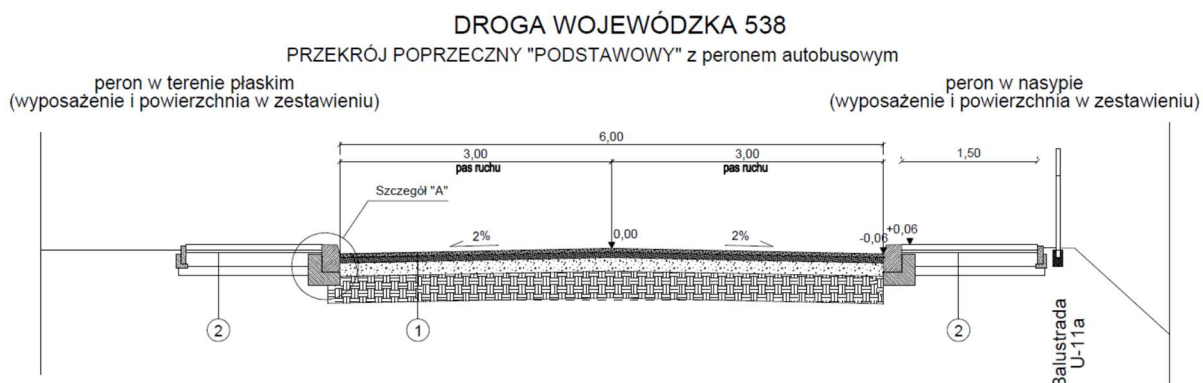 DROGA WOJEWÓDZKA 538
PRZEKRÓJ POPRZECZNY "PODSTAWOWY" z peronem autobusowym
peron w terenie płaskim
(wyposażenie i powierzchnia w zestawieniu)
peron w nasypie
(wyposażenie i powierzchnia w zestawieniu)
6,00
3,00
pas ruchu
3,00
pas ruchu
1,50
Szczegół "A"
2%
0,00
2%
-0,06
+0,06
2
1
2
Balustrada
U-11a